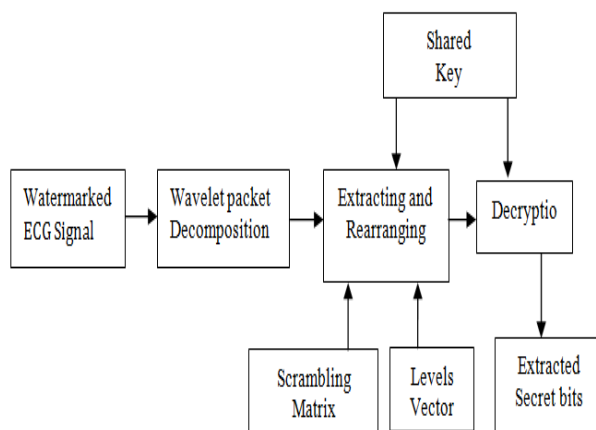 Shared
Key
Watermarked
ECG Signal
Wavelet packet
Decomposition
Extracting and
Rearranging
Decryptio
Scrambling
Matrix
Levels
Vector
Extracted
Secret bits